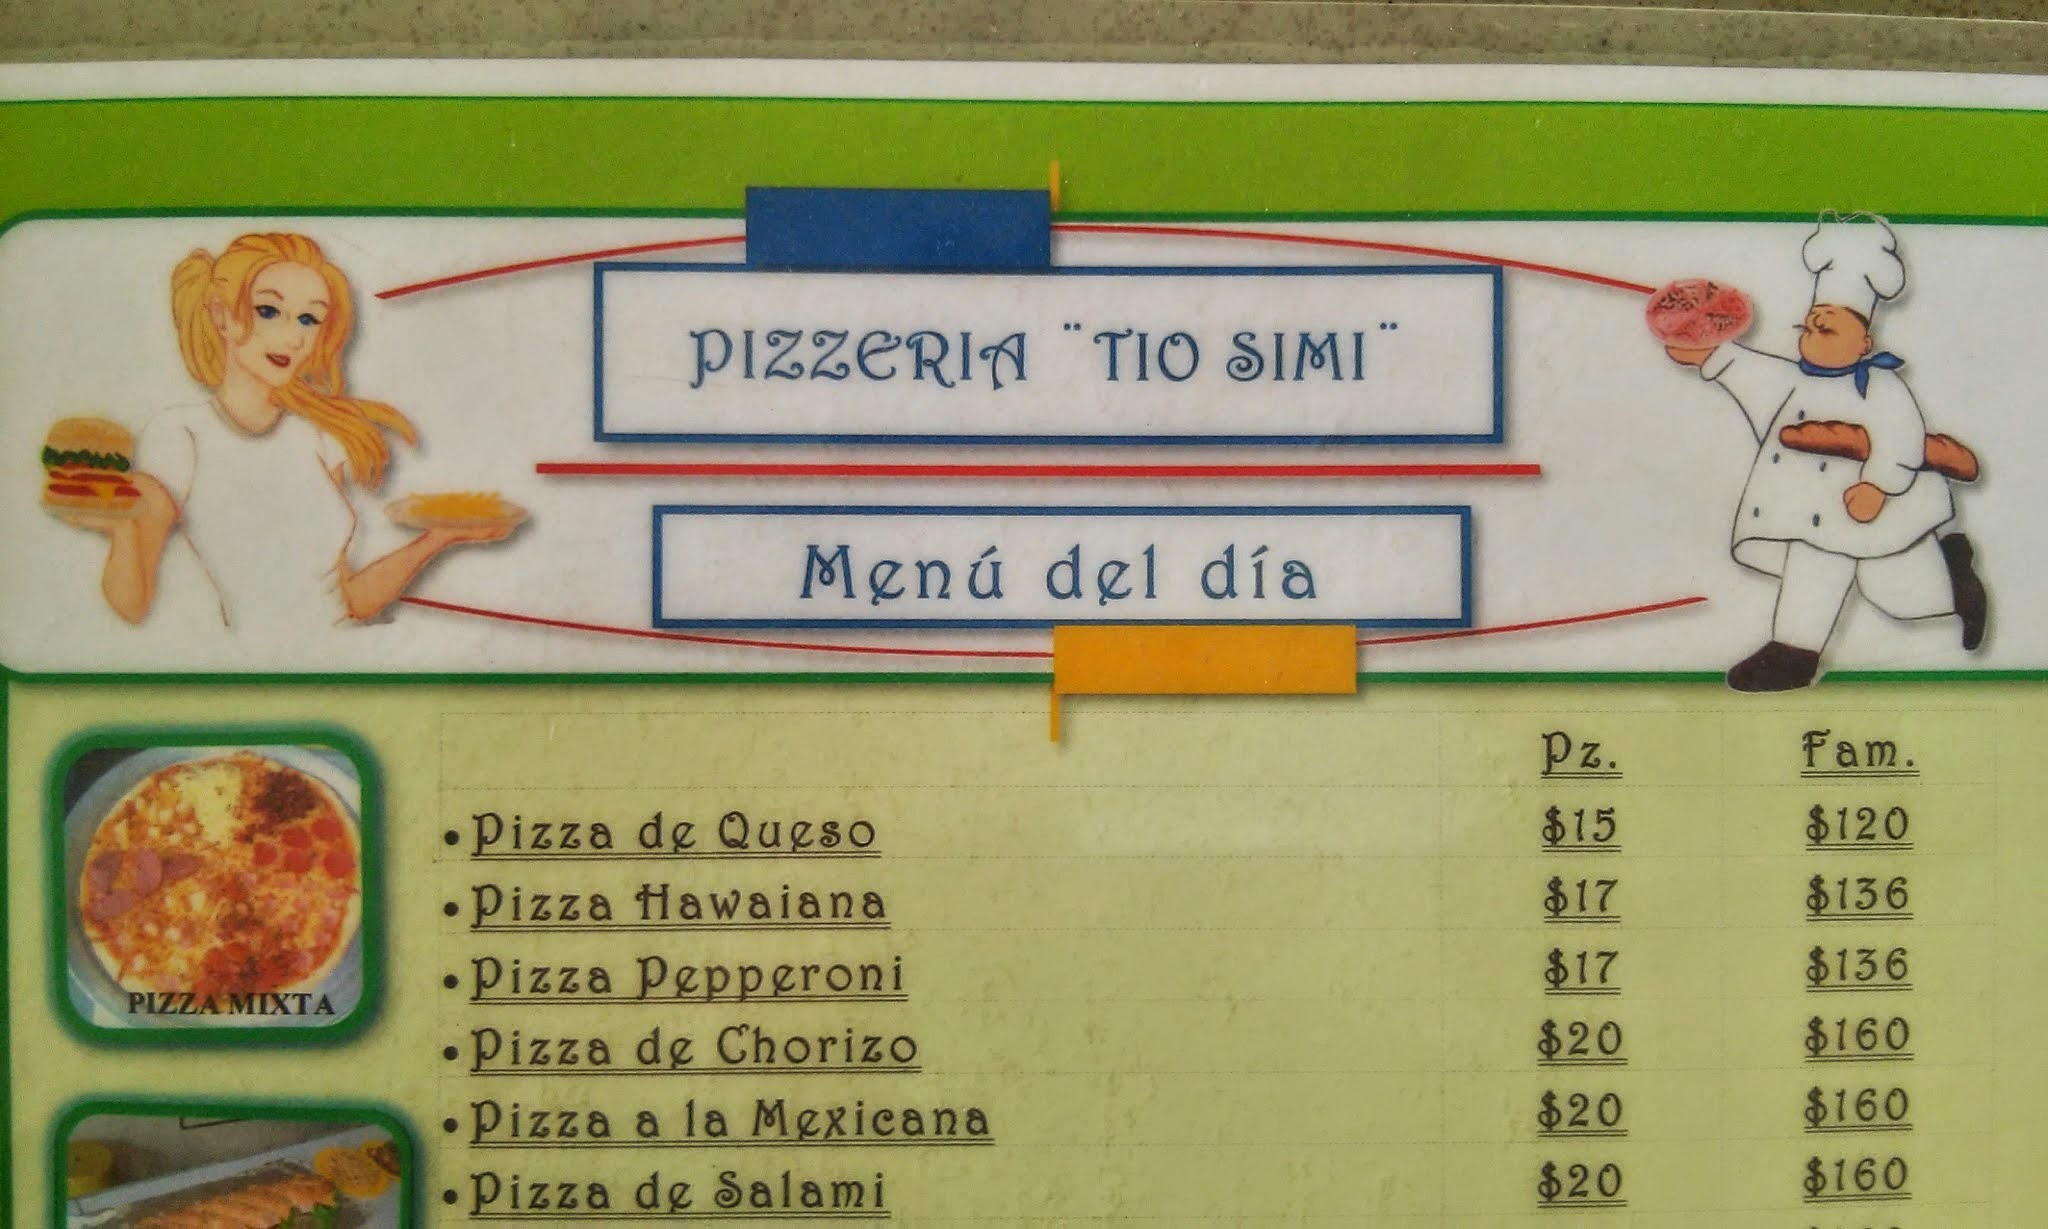 PIZZERIA ¨TIO SIMI¨
Menú del día
Pz. Fam.
• Pizza de Queso $15 $120
• Pizza Hawaiana $17 $136
• Pizza Pepperoni $17 $136
• Pizza de Chorizo $20 $160
• Pizza a la Mexicana $20 $160
• Pizza de Salami $20 $160
PIZZA MIXTA